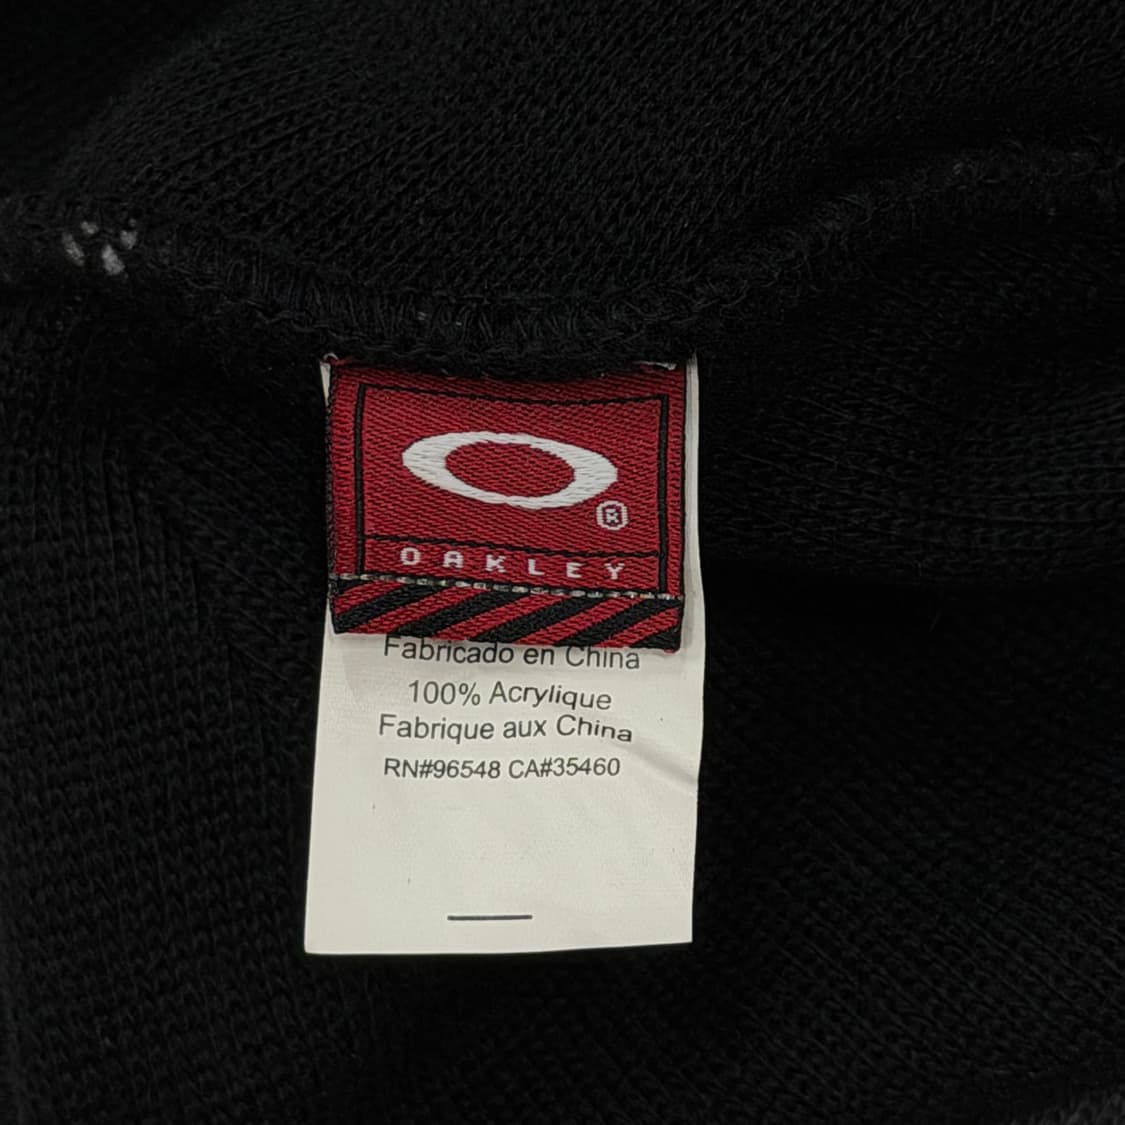 ®
OAKLEY
Fabricado en China
100% Acrylique
Fabrique aux China
RN#96548 CA#35460